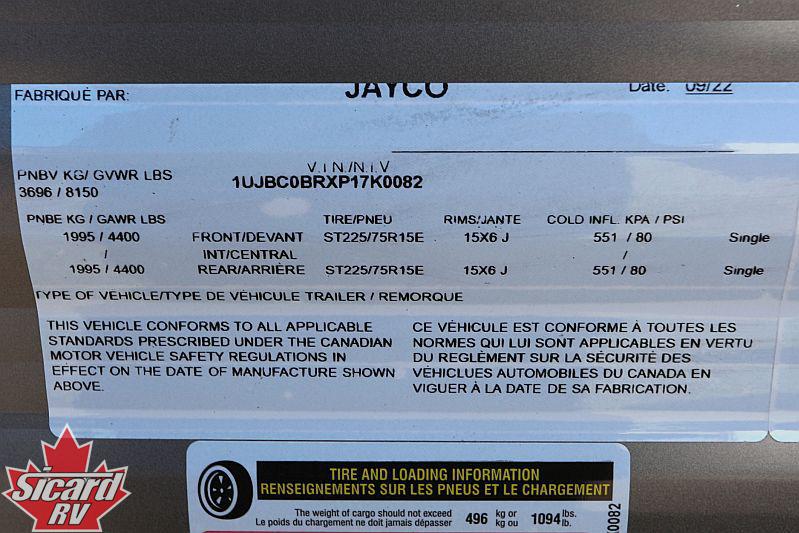 FABRIQUÉ PAR: JAYCO Date: 09/22
V.I.N./N.I.V
PNBV KG/ GVWR LBS 1UJBC0BRXP17K0082
3696 / 8150
PNBE KG / GAWR LBS TIRE/PNEU RIMS/JANTE COLD INFL. KPA / PSI
1995 / 4400 FRONT/DEVANT ST225/75R15E 15X6 J 551 / 80 Single
/ INT/CENTRAL /
1995 / 4400 REAR/ARRIÈRE ST225/75R15E 15X6 J 551 / 80 Single
TYPE OF VEHICLE/TYPE DE VÉHICULE TRAILER / REMORQUE
THIS VEHICLE CONFORMS TO ALL APPLICABLE
STANDARDS PRESCRIBED UNDER THE CANADIAN
MOTOR VEHICLE SAFETY REGULATIONS IN
EFFECT ON THE DATE OF MANUFACTURE SHOWN
ABOVE.
CE VÉHICULE EST CONFORME À TOUTES LES
NORMES QUI LUI SONT APPLICABLES EN VERTU
DU REGLEMENT SUR LA SÉCURITÉ DES
VÉHICLUES AUTOMOBILES DU CANADA EN
VIGUER À LA DATE DE SA FABRICATION.
TIRE AND LOADING INFORMATION
RENSEIGNEMENTS SUR LES PNEUS ET LE CHARGEMENT
The weight of cargo should not exceed 496 kg or 1094 lbs.
Le poids du chargement ne doit jamais dépasser kg ou lb.
Sicard
RV